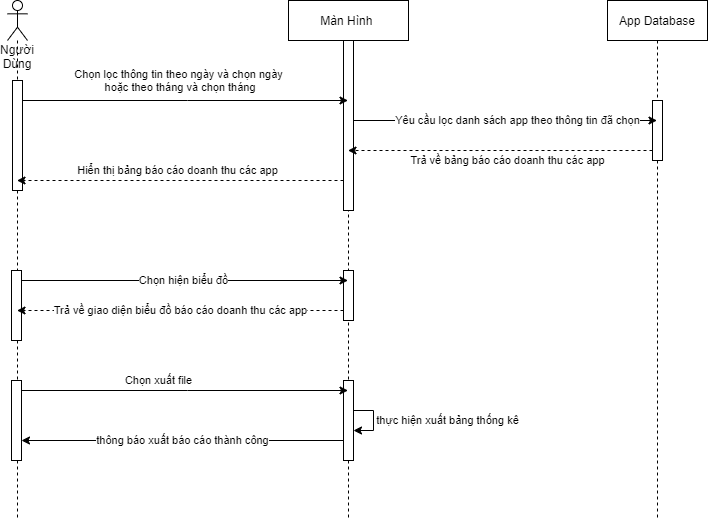 Người
Dừng
Màn Hình
App Database
Chọn lọc thông tin theo ngày và chọn ngày
hoặc theo tháng và chọn tháng
Yêu cầu lọc danh sách app theo thông tin đã chọn
Trả về bảng báo cáo doanh thu các app
Hiển thị bảng báo cáo doanh thu các app
Chọn hiện biểu đồ
Trả về giao diện biểu đồ báo cáo doanh thu các app
Chọn xuất file
thực hiện xuất bảng thống kê
thông báo xuất báo cáo thành công